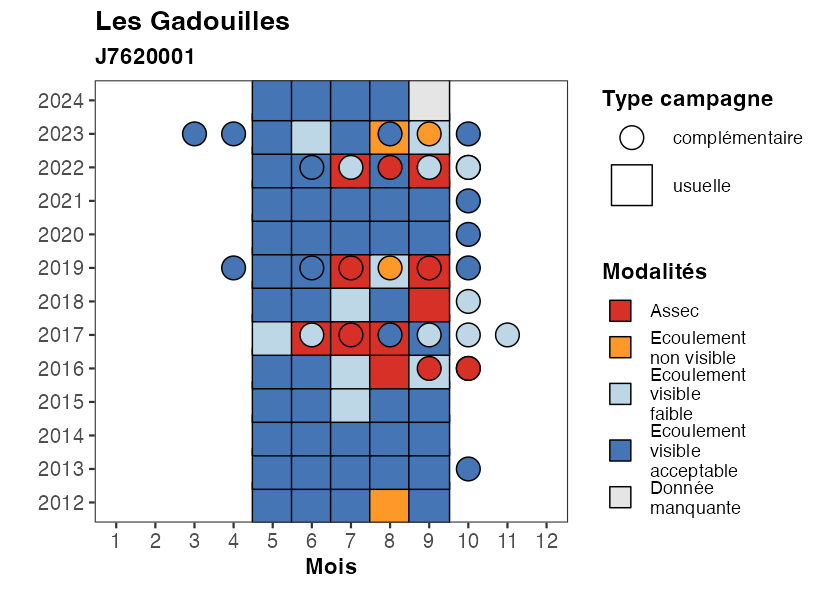 Les Gadouilles
J7620001
2024
2023
2022
2021
2020
2019
2018
2017
2016
2015
2014
2013
2012
1 2 3 4 5 6 7 8 9 10 11 12
Mois
Type campagne
complémentaire
usuelle
Modalités
Assec
Ecoulement
non visible
Ecoulement
visible
faible
Ecoulement
visible
acceptable
Donnée
manquante